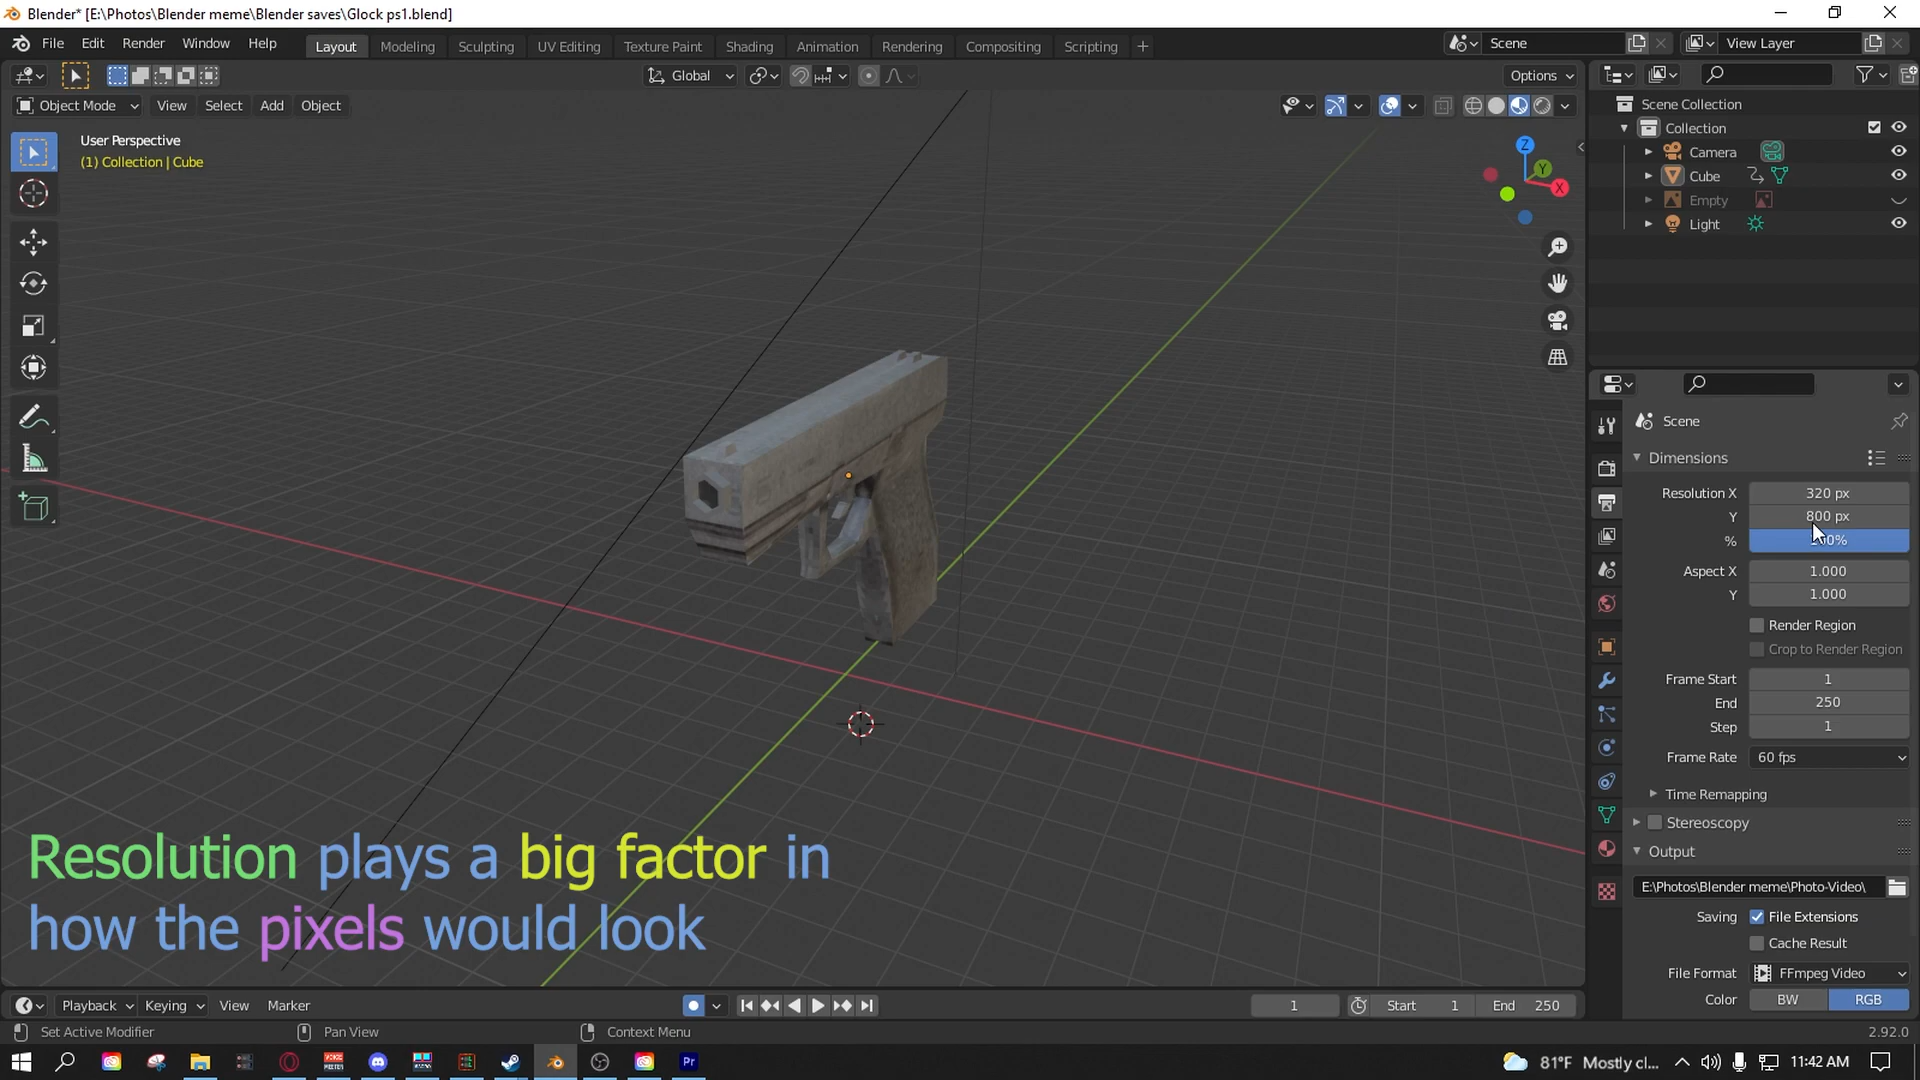 Blender* [E:\Photos\Blender meme\Blender saves\Glock ps1.blend]
File Edit Render Window Help Layout Modeling Sculpting UV Editing Texture Paint Shading Animation Rendering Compositing Scripting Scene View Layer
Global Options
Object Mode View Select Add Object
User Perspective
(1) Collection | Cube
Z
Y
X
Scene Collection
Collection
Camera
Cube
Empty
Light
Scene
Dimensions
Resolution X 320 px
Y 800 px
%
Aspect X 1.000
Y 1.000
Render Region
Crop to Render Region
Frame Start 1
End 250
Step 1
Frame Rate 60 fps
Time Remapping
Stereoscopy
Output
E:\Photos\Blender meme\Photo-Video\
Saving File Extensions
Cache Result
File Format FFmpeg Video
Color BW RGB
Resolution plays a big factor in
how the pixels would look
Playback Keying View Marker 1 Start 1 End 250
Set Active Modifier Pan View Context Menu 2.92.0
Pr 81°F Mostly cl... 11:42 AM